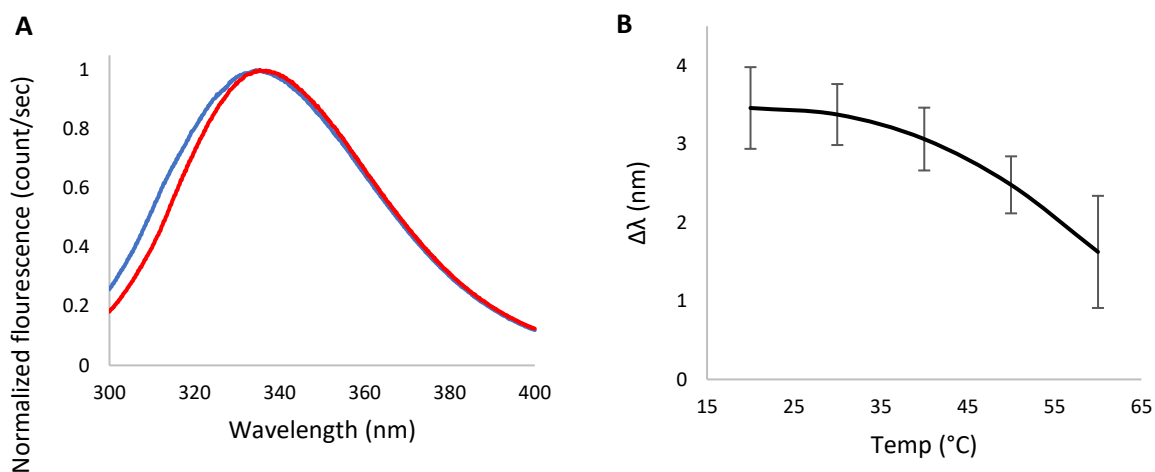 A
Normalized flourescence (count/sec)
1
0.8
0.6
0.4
0.2
0
300 320 340 360 380 400
Wavelength (nm)
B
Δλ (nm)
4
3
2
1
0
15 25 35 45 55 65
Temp (°C)